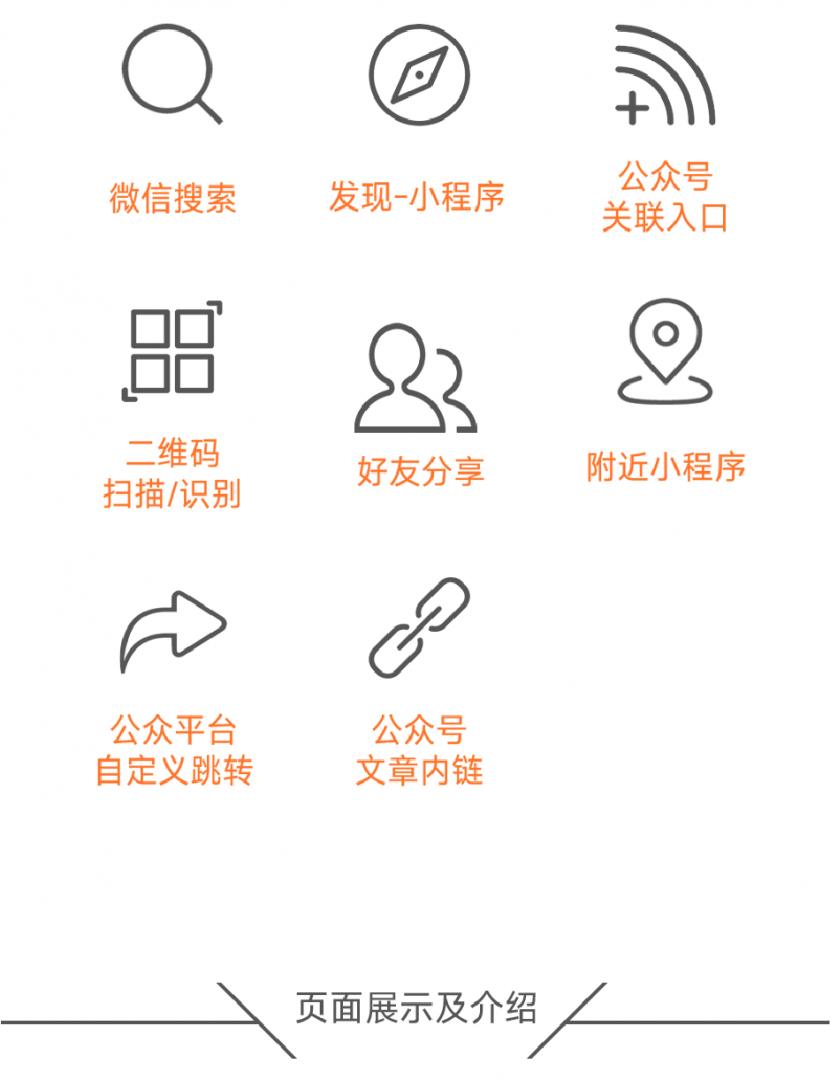 微信搜索
发现-小程序
公众号
关联入口
二维码
扫描/识别
好友分享
附近小程序
公众平台
自定义跳转
公众号
文章内链
页面展示及介绍